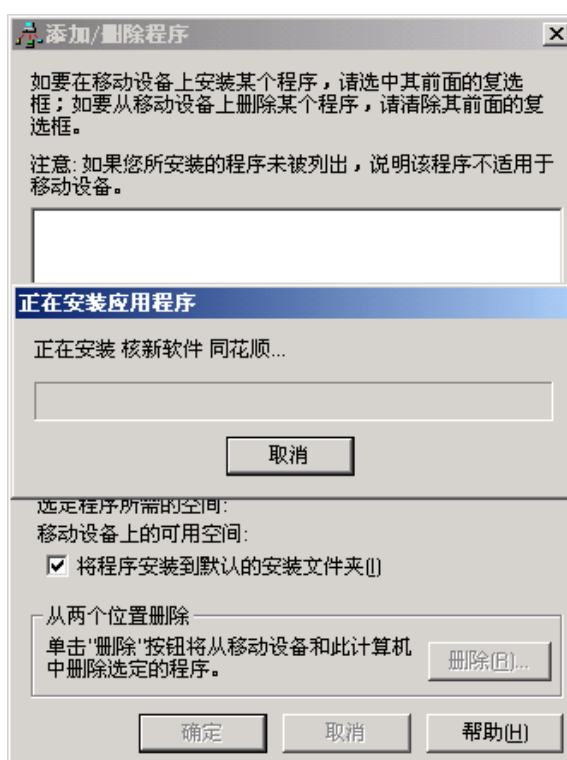 添加/删除程序
如要在移动设备上安装某个程序，请选中其前面的复选
框；如要从移动设备上删除某个程序，请清除其前面的复
选框。
注意:如果您所安装的程序未被列出，说明该程序不适用于
移动设备。
正在安装应用程序
正在安装 核新软件 同花顺...
取消
选定程序所需的空间:
移动设备上的可用空间:
将程序安装到默认的安装文件夹(I)
从两个位置删除
单击"删除"按钮将从移动设备和此计算机
中删除选定的程序。
删除(R)...
确定
取消
帮助(H)